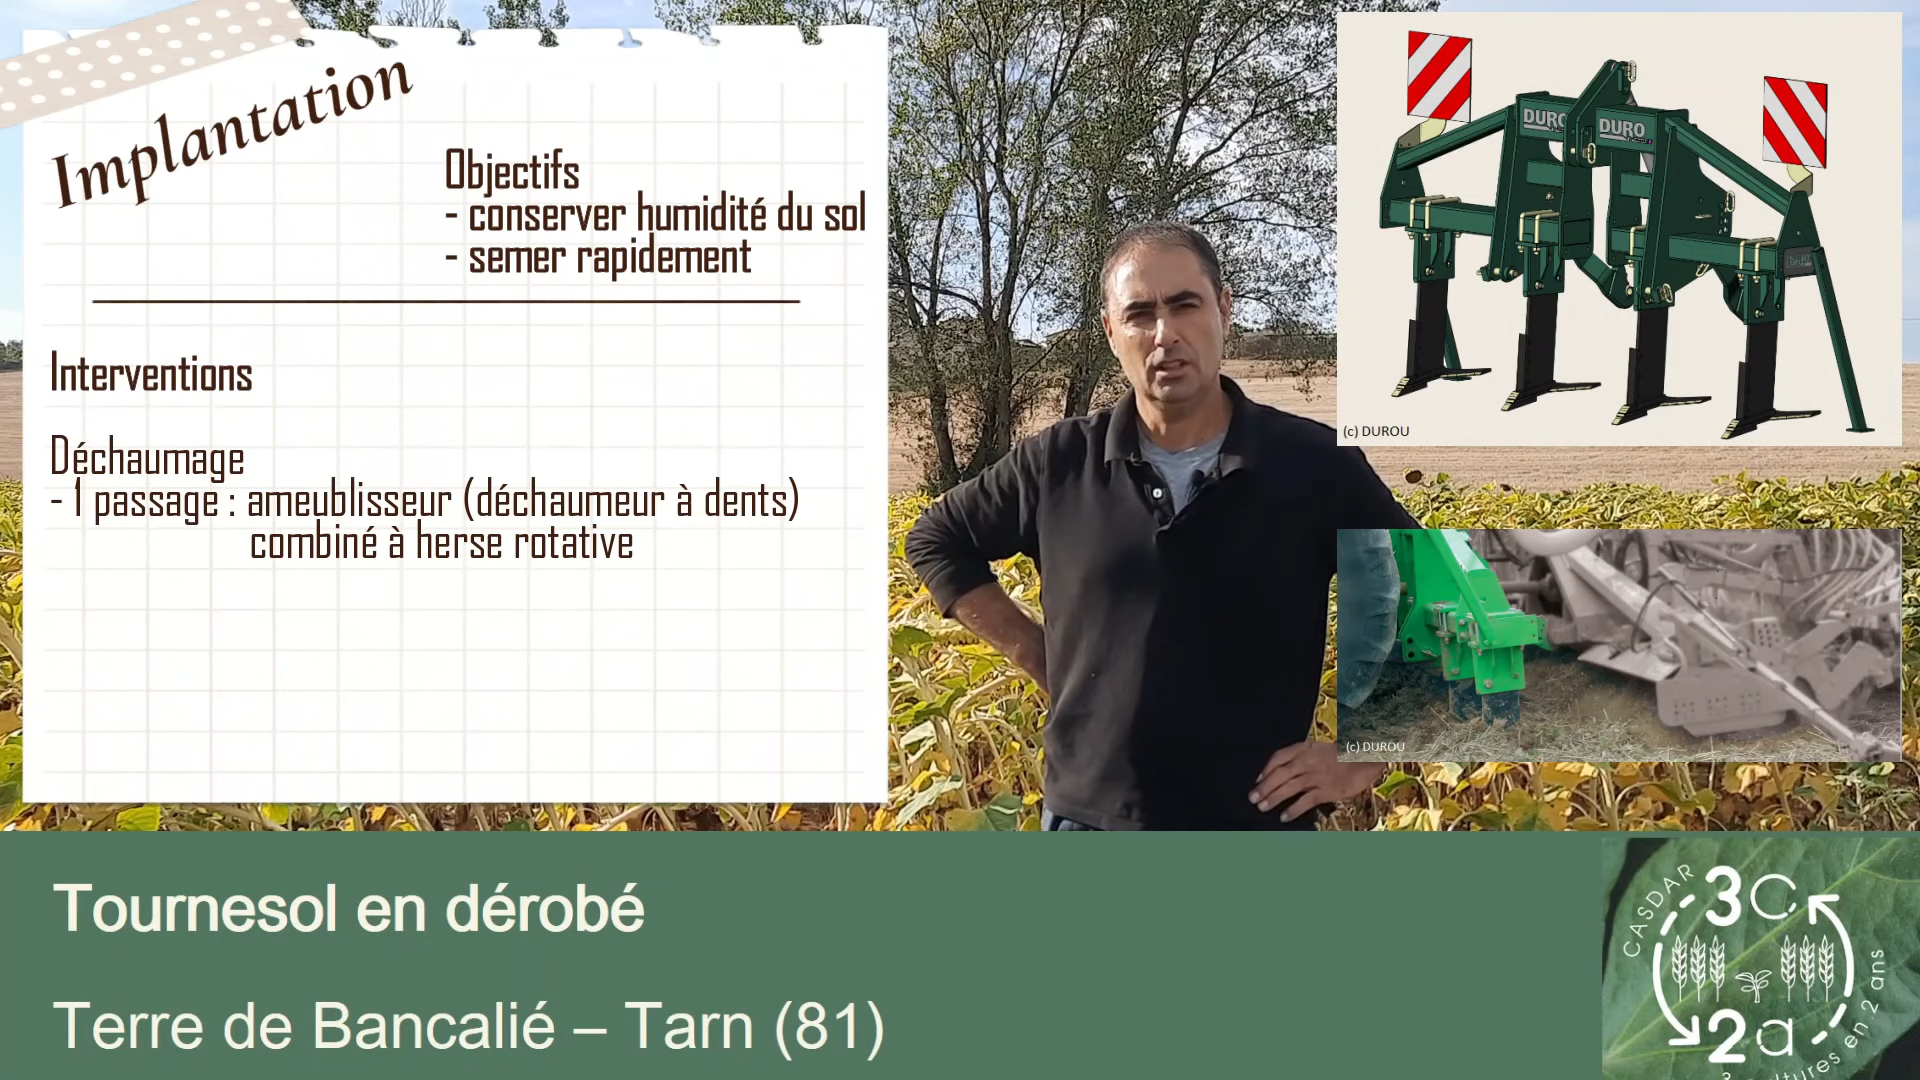 Implantation
Objectifs
- conserver humidité du sol
- semer rapidement
Interventions
Déchaumage
- 1 passage : ameublisseur (déchaumeur à dents)
combiné à herse rotative
DURO
(c) DUROU
(c) DUROU
Tournesol en dérobé
Terre de Bancalié – Tarn (81)
CASDAR
3C
2a
en 2 ans